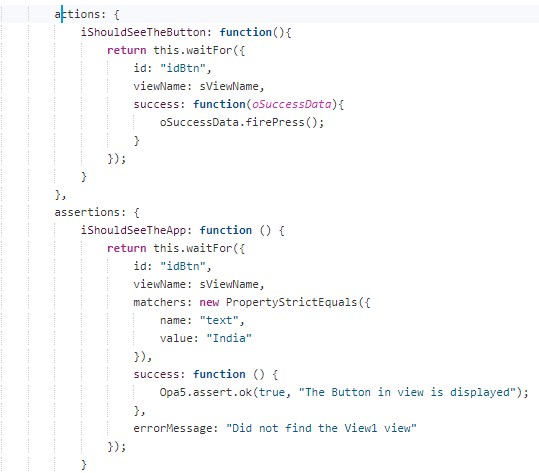 actions: {
iShouldSeeTheButton: function(){
return this.waitFor({
id: "idBtn",
viewName: sViewName,
success: function(oSuccessData){
oSuccessData.firePress();
}
});
}
},
assertions: {
iShouldSeeTheApp: function () {
return this.waitFor({
id: "idBtn",
viewName: sViewName,
matchers: new PropertyStrictEquals({
name: "text",
value: "India"
}),
success: function () {
Opa5.assert.ok(true, "The Button in view is displayed");
},
errorMessage: "Did not find the View1 view"
});
}